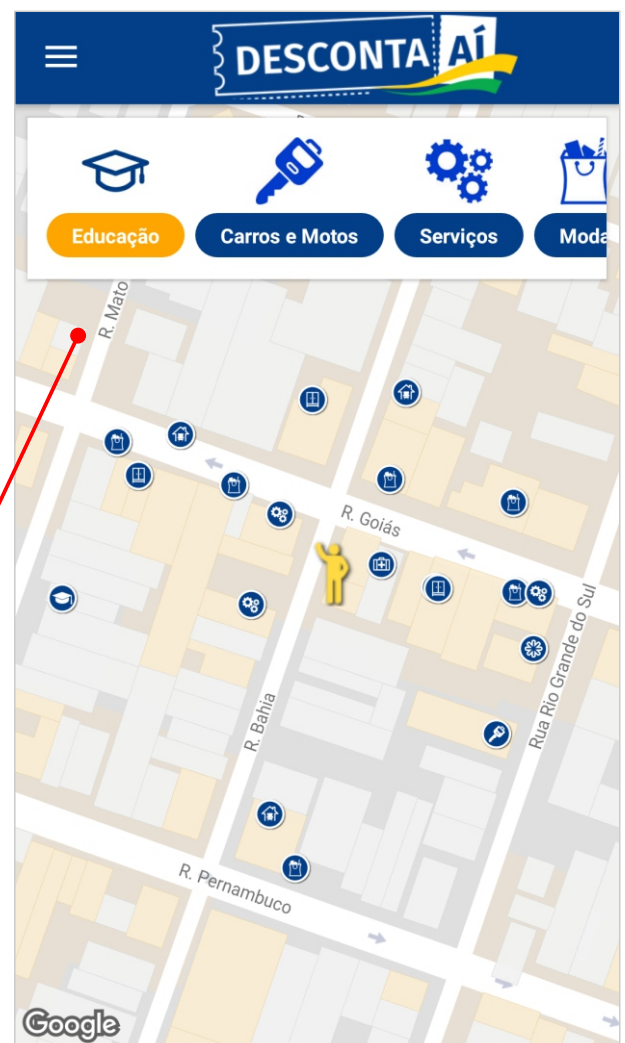 DESCONTA AÍ
Educação
Carros e Motos
Serviços
Moda
R. Mato
R. Goiás
Rua Rio Grande do Sul
R. Bahia
R. Pernambuco
Google